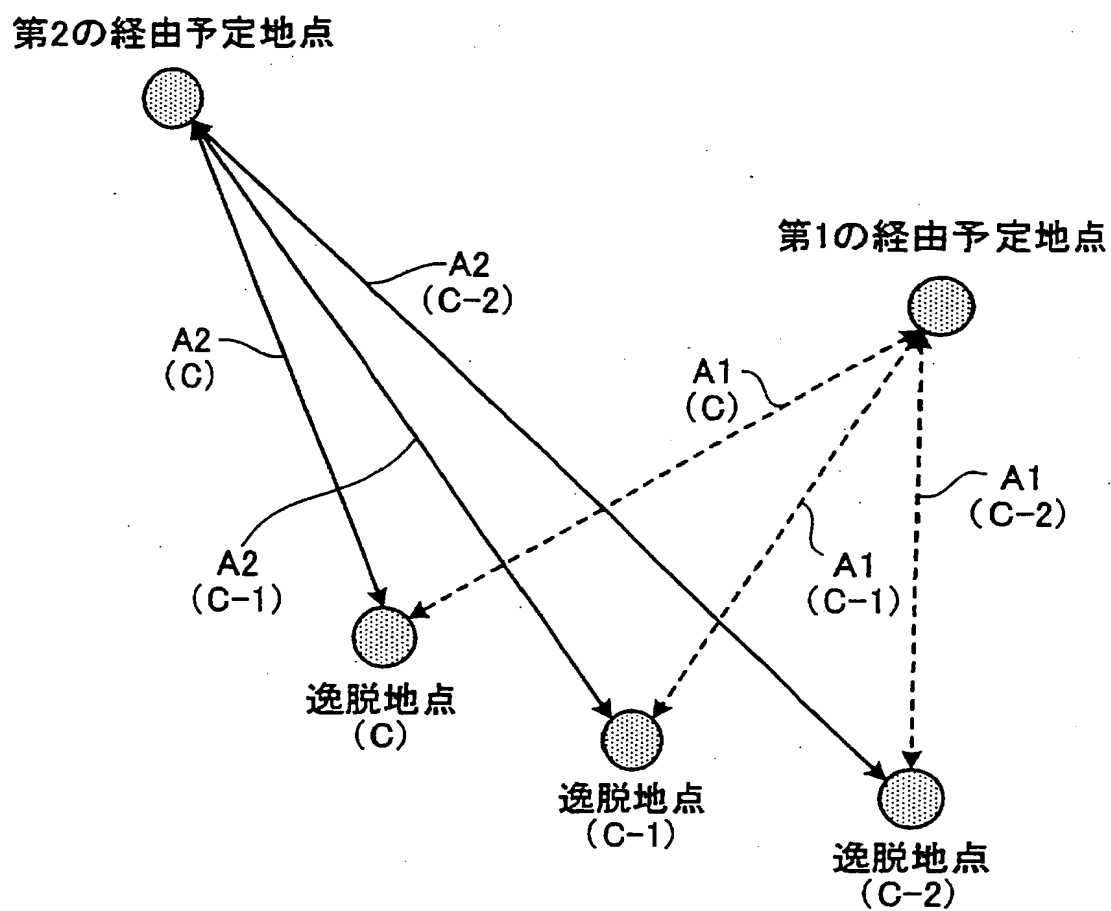 第2の経由予定地点
第1の経由予定地点
A2
(C-2)
A2
(C)
A1
(C)
A1
(C-2)
A2
(C-1)
A1
(C-1)
逸脱地点
(C)
逸脱地点
(C-1)
逸脱地点
(C-2)